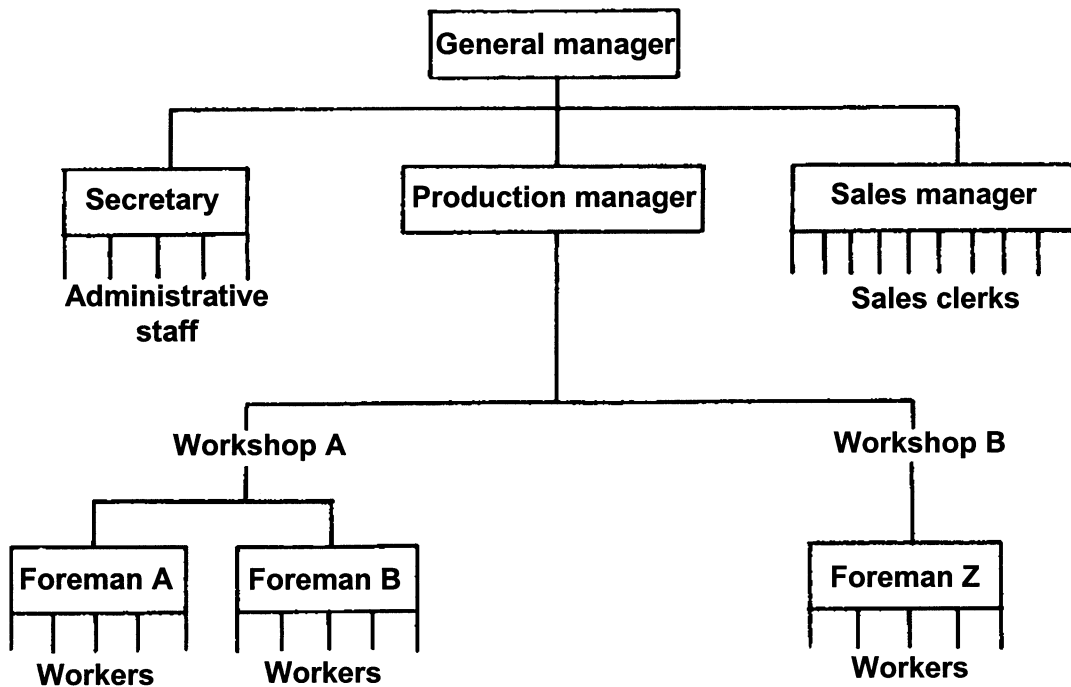 General manager
Secretary
Production manager
Sales manager
Administrative
staff
Sales clerks
Workshop A
Workshop B
Foreman A
Foreman B
Foreman Z
Workers
Workers
Workers